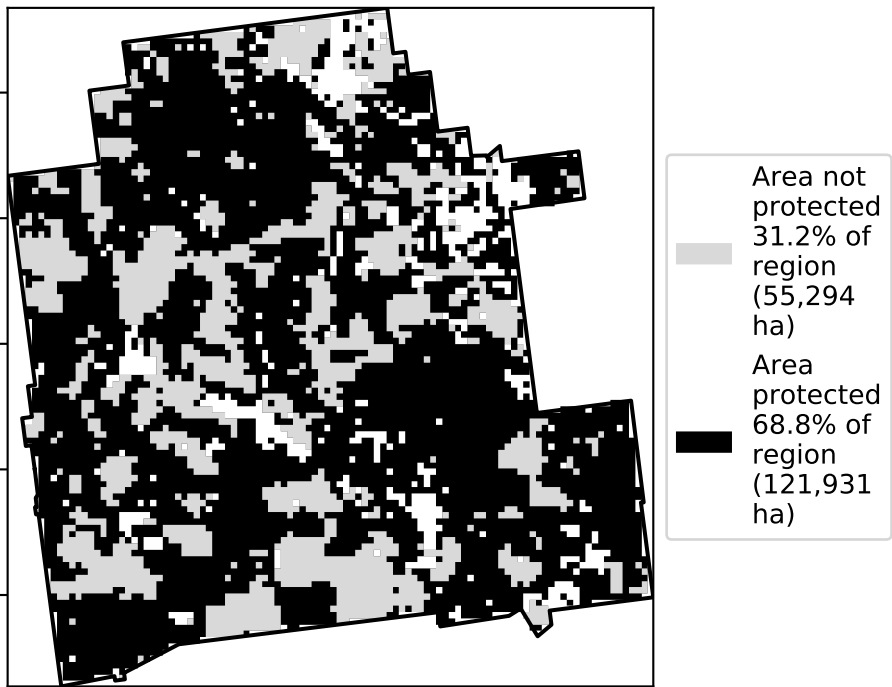 Area not
protected
31.2% of
region
(55,294
ha)
Area
protected
68.8% of
region
(121,931
ha)